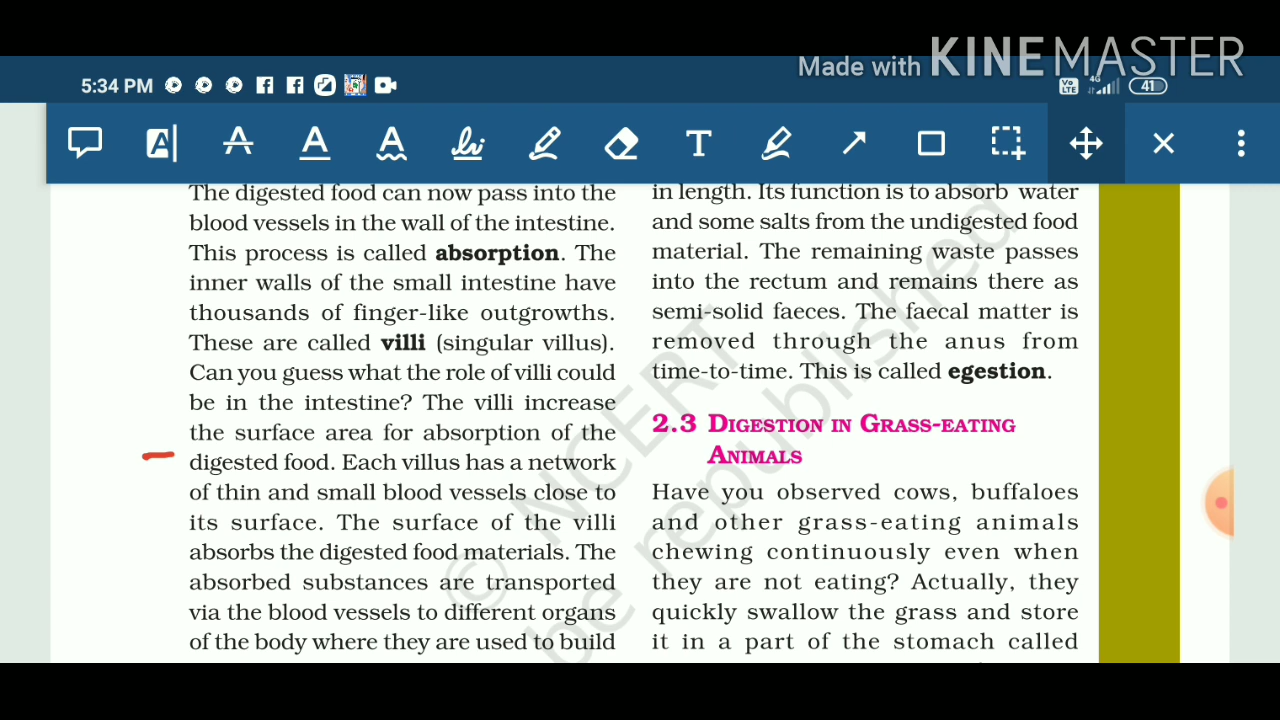 Made with KINEMASTER
5:34 PM
Vo LTE 4G 41
The digested food can now pass into the
blood vessels in the wall of the intestine.
This process is called absorption. The
inner walls of the small intestine have
thousands of finger-like outgrowths.
These are called villi (singular villus).
Can you guess what the role of villi could
be in the intestine? The villi increase
the surface area for absorption of the
digested food. Each villus has a network
of thin and small blood vessels close to
its surface. The surface of the villi
absorbs the digested food materials. The
absorbed substances are transported
via the blood vessels to different organs
of the body where they are used to build
in length. Its function is to absorb water
and some salts from the undigested food
material. The remaining waste passes
into the rectum and remains there as
semi-solid faeces. The faecal matter is
removed through the anus from
time-to-time. This is called egestion.
2.3 DIGESTION IN GRASS-EATING
ANIMALS
Have you observed cows, buffaloes
and other grass-eating animals
chewing continuously even when
they are not eating? Actually, they
quickly swallow the grass and store
it in a part of the stomach called
© NCERT
be republished